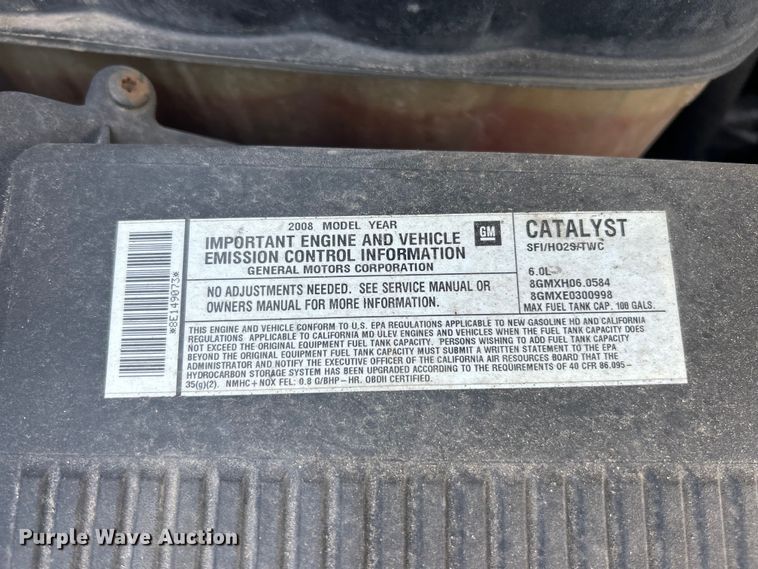 *8E149073*
2008 MODEL YEAR
IMPORTANT ENGINE AND VEHICLE
EMISSION CONTROL INFORMATION
GENERAL MOTORS CORPORATION
GM
NO ADJUSTMENTS NEEDED. SEE SERVICE MANUAL OR
OWNERS MANUAL FOR MORE INFORMATION.
CATALYST
SFI/HO2S/TWC
6.0L
8GMXH06.0584
8GMXE0300998
MAX FUEL TANK CAP. 100 GALS.
THIS ENGINE AND VEHICLE CONFORM TO U.S. EPA REGULATIONS APPLICABLE TO NEW GASOLINE HD AND CALIFORNIA
REGULATIONS APPLICABLE TO CALIFORNIA MD ULEV ENGINES AND VEHICLES WHEN THE FUEL TANK CAPACITY DOES
NOT EXCEED THE ORIGINAL EQUIPMENT FUEL TANK CAPACITY. PERSONS WISHING TO ADD FUEL TANK CAPACITY
BEYOND THE ORIGINAL EQUIPMENT CAPACITY MUST SUBMIT A WRITTEN STATEMENT TO THE EPA
ADMINISTRATOR AND NOTIFY THE EXECUTIVE OFFICER OF THE CALIFORNIA AIR RESOURCES BOARD THAT THE
HYDROCARBON STORAGE SYSTEM HAS BEEN UPGRADED ACCORDING TO THE REQUIREMENTS OF 40 CFR 86.095-
35(g)(2). NMHC+NOX FEL: 0.8 G/BHP-HR. OBDII CERTIFIED.
Purple Wave Auction